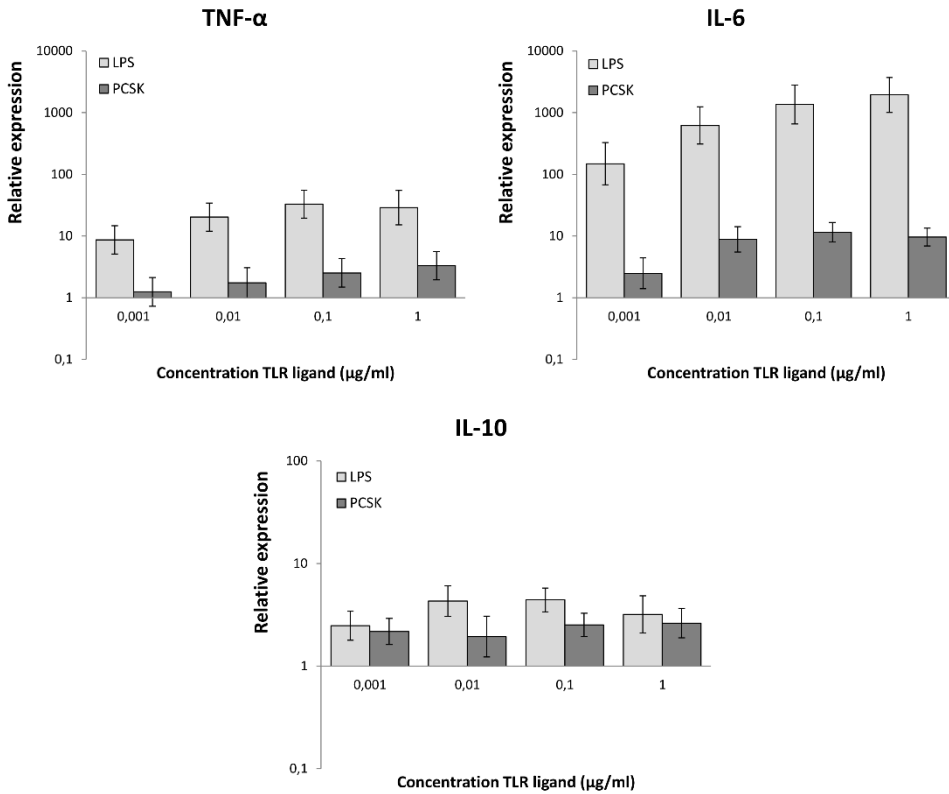 TNF-α
Relative expression
10000
1000
100
10
1
0,1
LPS
PCSK
0,001 0,01 0,1 1
Concentration TLR ligand (μg/ml)
IL-6
Relative expression
10000
1000
100
10
1
0,1
LPS
PCSK
0,001 0,01 0,1 1
Concentration TLR ligand (μg/ml)
IL-10
Relative expression
100
10
1
0,1
LPS
PCSK
0,001 0,01 0,1 1
Concentration TLR ligand (μg/ml)